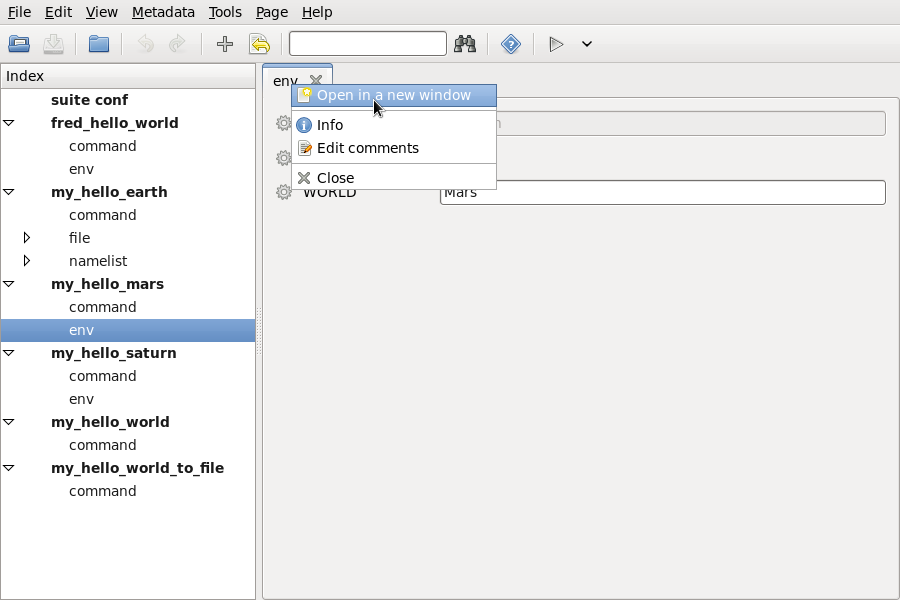 File Edit View Metadata Tools Page Help
Index
suite conf
fred_hello_world
command
env
my_hello_earth
command
file
namelist
my_hello_mars
command
env
my_hello_saturn
command
env
my_hello_world
command
my_hello_world_to_file
command
env
Open in a new window
Info
Edit comments
Close
WORLD Mars